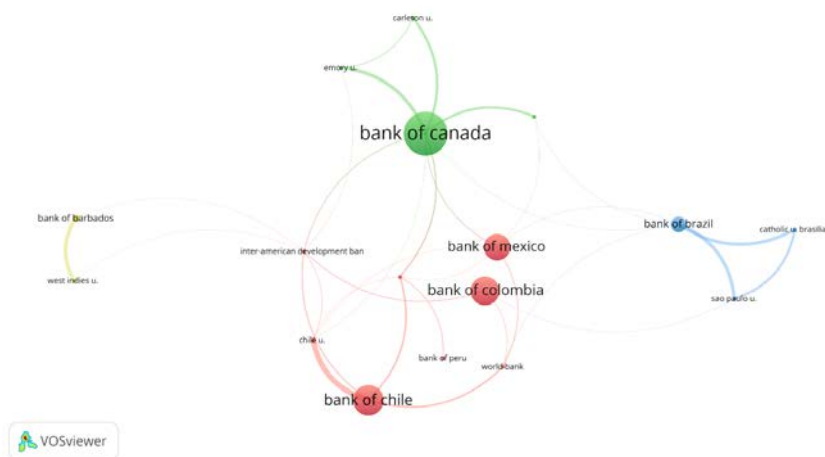 carleton u.
emory u.
bank of canada
bank of barbados
bank of brazil
catholic u brasilia
bank of mexico
inter-american development ban
west indies u.
bank of colombia
sao paulo u.
chile u.
bank of peru
world bank
bank of chile
VOSviewer